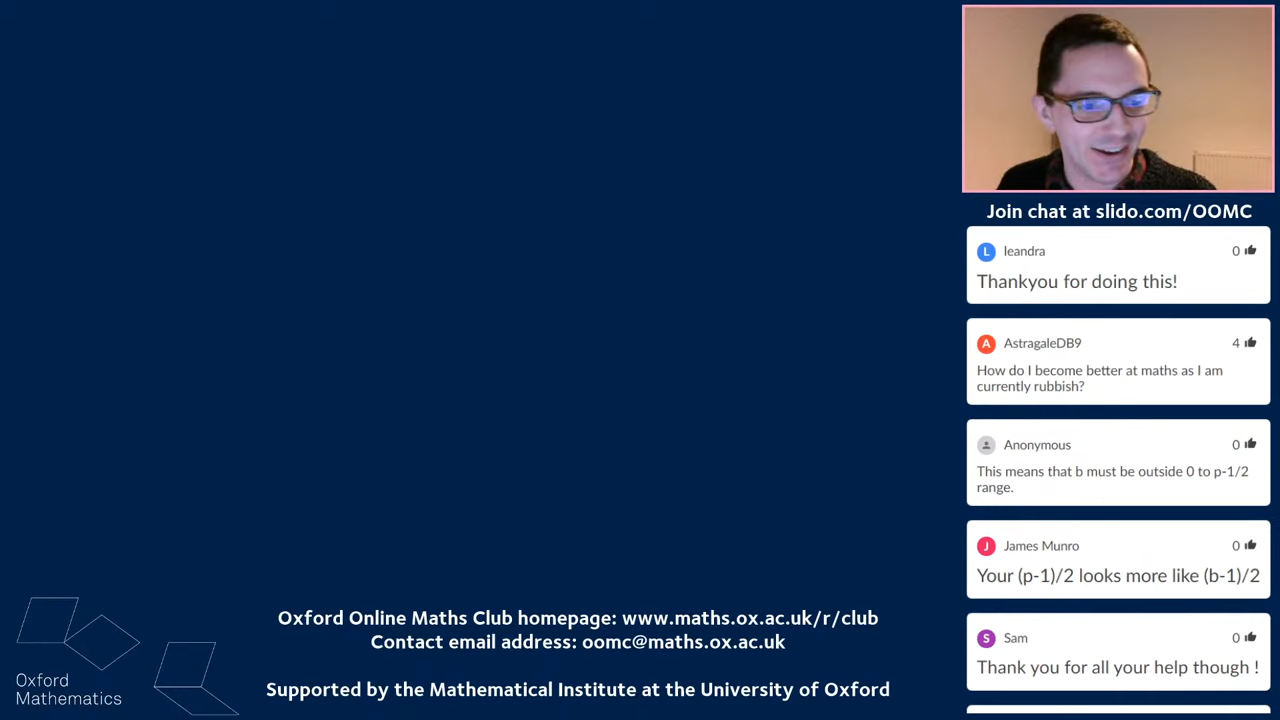 Join chat at slido.com/OOMC
L leandra 0
Thankyou for doing this!
A AstragaleDB9 4
How do I become better at maths as I am
currently rubbish?
Anonymous 0
This means that b must be outside 0 to p-1/2
range.
J James Munro 0
Your (p-1)/2 looks more like (b-1)/2
S Sam 0
Thank you for all your help though !
Oxford Online Maths Club homepage: www.maths.ox.ac.uk/r/club
Contact email address: oomc@maths.ox.ac.uk
Supported by the Mathematical Institute at the University of Oxford
Oxford
Mathematics